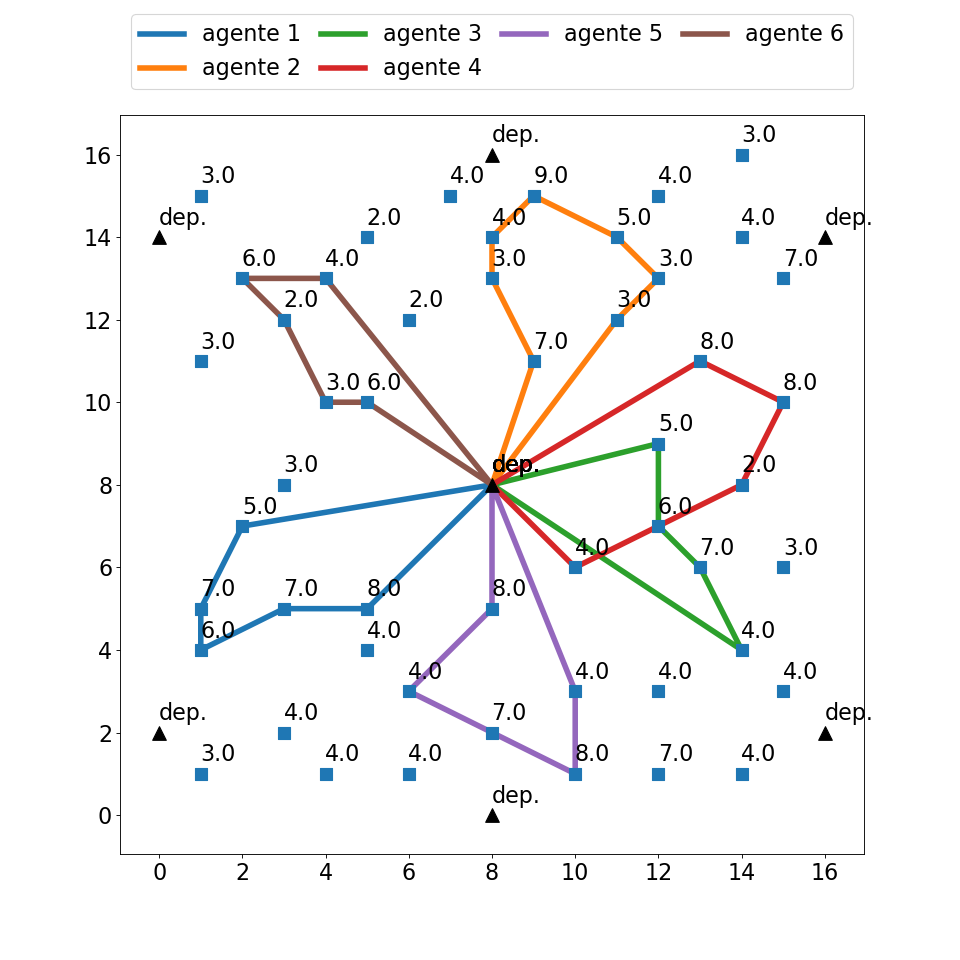 agente 1 agente 3 agente 5 agente 6
agente 2 agente 4
dep. 3.0
16
3.0 4.0 9.0 4.0
dep. 2.0 4.0 5.0 4.0 dep.
14
6.0 4.0 3.0 3.0 7.0
2.0 2.0 3.0
12
3.0 7.0 8.0
3.0 6.0 8.0
10
5.0
3.0 dep. 2.0
8
5.0 6.0
4.0 7.0 3.0
6
7.0 7.0 8.0 8.0
6.0 4.0 4.0
4
4.0 4.0 4.0 4.0
dep. 4.0 7.0 dep.
2
3.0 4.0 4.0 8.0 7.0 4.0
dep.
0
0 2 4 6 8 10 12 14 16